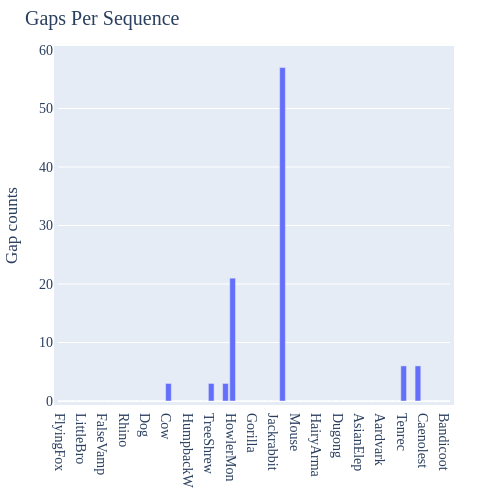 Gaps Per Sequence
60
50
40
30
20
10
0
Gap counts
FlyingFox
LittleBro
FalseVamp
Rhino
Dog
Cow
HumpbackW
TreeShrew
HowlerMon
Gorilla
Jackrabbit
Mouse
HairyArma
Dugong
AsianElep
Aardvark
Tenrec
Caenolest
Bandicoot